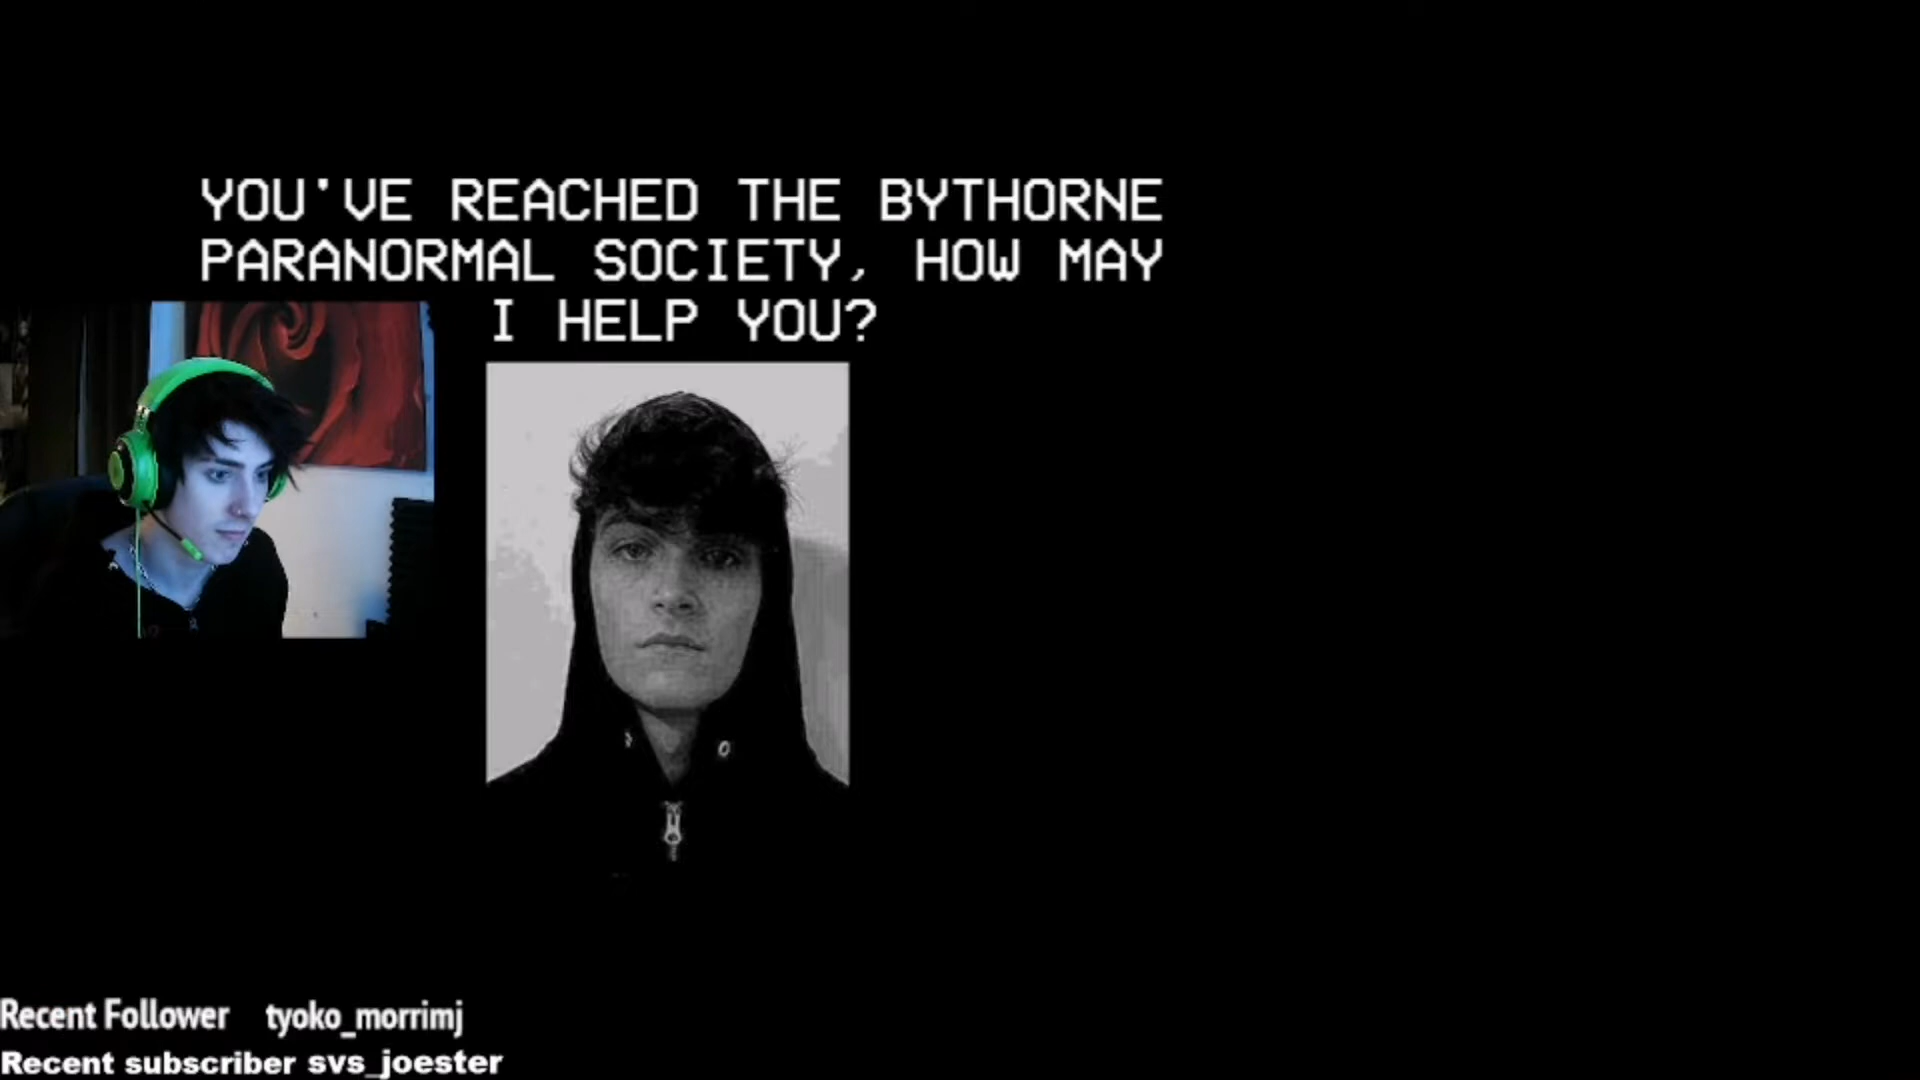 YOU'VE REACHED THE BYTHORNE
PARANORMAL SOCIETY, HOW MAY
I HELP YOU?
Recent Follower tyoko_morrimj
Recent subscriber svs_joester